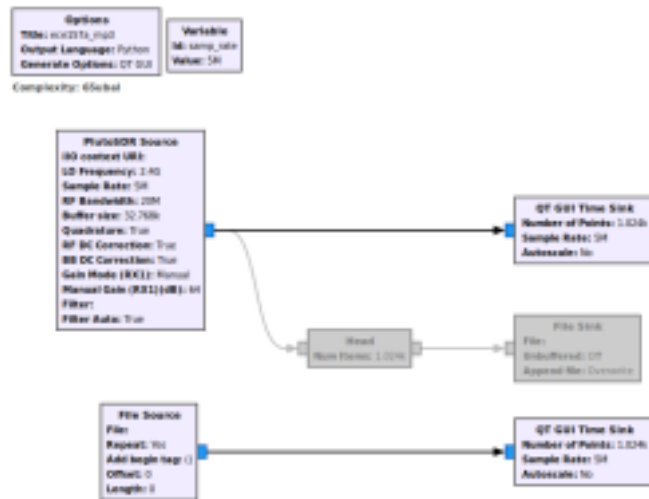 Options
Title:
Output Language: Python
Generate Options: QT GUI
Variable
Id: samp_rate
Value: 5M
Complexity:
PlutoSDR Source
IIO context URI:
LO Frequency: 2.4G
Sample Rate: 5M
RF Bandwidth: 20M
Buffer size: 32.768k
Quadrature: True
RF DC Correction: True
BB DC Correction: True
Gain Mode (RX1): Manual
Manual Gain (RX1)(dB): 64
Filter:
Filter Auto: True
QT GUI Time Sink
Number of Points: 1.024k
Sample Rate: 5M
Autoscale: No
Head
Num Items: 1.024k
File Sink
File:
Unbuffered: Off
Append file: Overwrite
File Source
File:
Repeat: Yes
Add begin tag: ()
Offset: 0
Length: 0
QT GUI Time Sink
Number of Points: 1.024k
Sample Rate: 5M
Autoscale: No